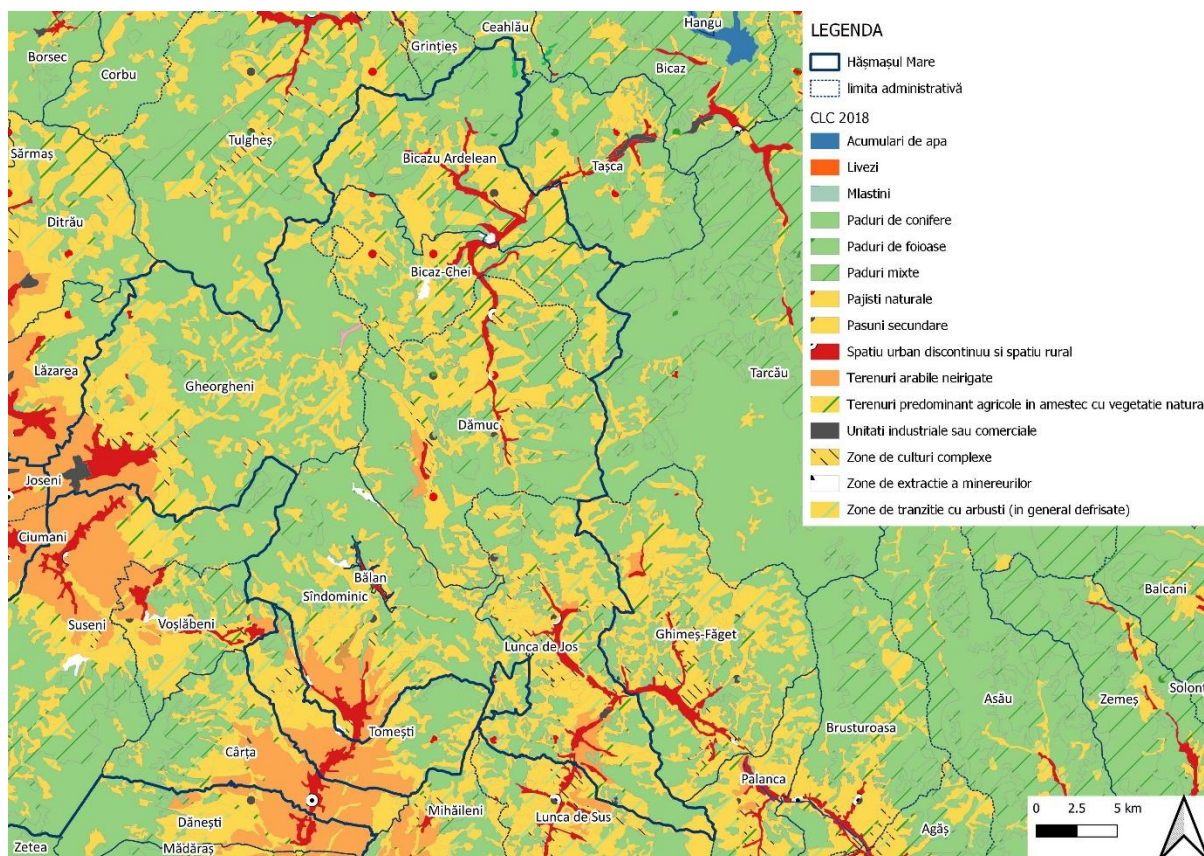 Hangu
Ceahlău
Grințieș
Borsec
Corbu
Bicaz
Tulgheș
Sărmaș
Bicazu Ardelean
Tașca
Ditrău
Bicaz-Chei
Lăzarea
Gheorgheni
Tarcău
Dămuc
Joseni
Ciumani
Bălan
Sîndominic
Balcani
Suseni
Voșlăbeni
Lunca de Jos
Ghimeș-Făget
Solonț
Asău
Zemeș
Tomești
Brusturoasa
Cârța
Palanca
Mihăileni
Lunca de Sus
Dănești
Agăș
Zetea
Mădăraș
LEGENDA
Hășmașul Mare
limita administrativă
CLC 2018
Acumulari de apa
Livezi
Mlastini
Paduri de conifere
Paduri de foioase
Paduri mixte
Pajisti naturale
Pasuni secundare
Spatiu urban discontinuu si spatiu rural
Terenuri arabile neirigate
Terenuri predominant agricole in amestec cu vegetatie natura
Unitati industriale sau comerciale
Zone de culturi complexe
Zone de extractie a minereurilor
Zone de tranzitie cu arbusti (in general defrisate)
0 2.5 5 km